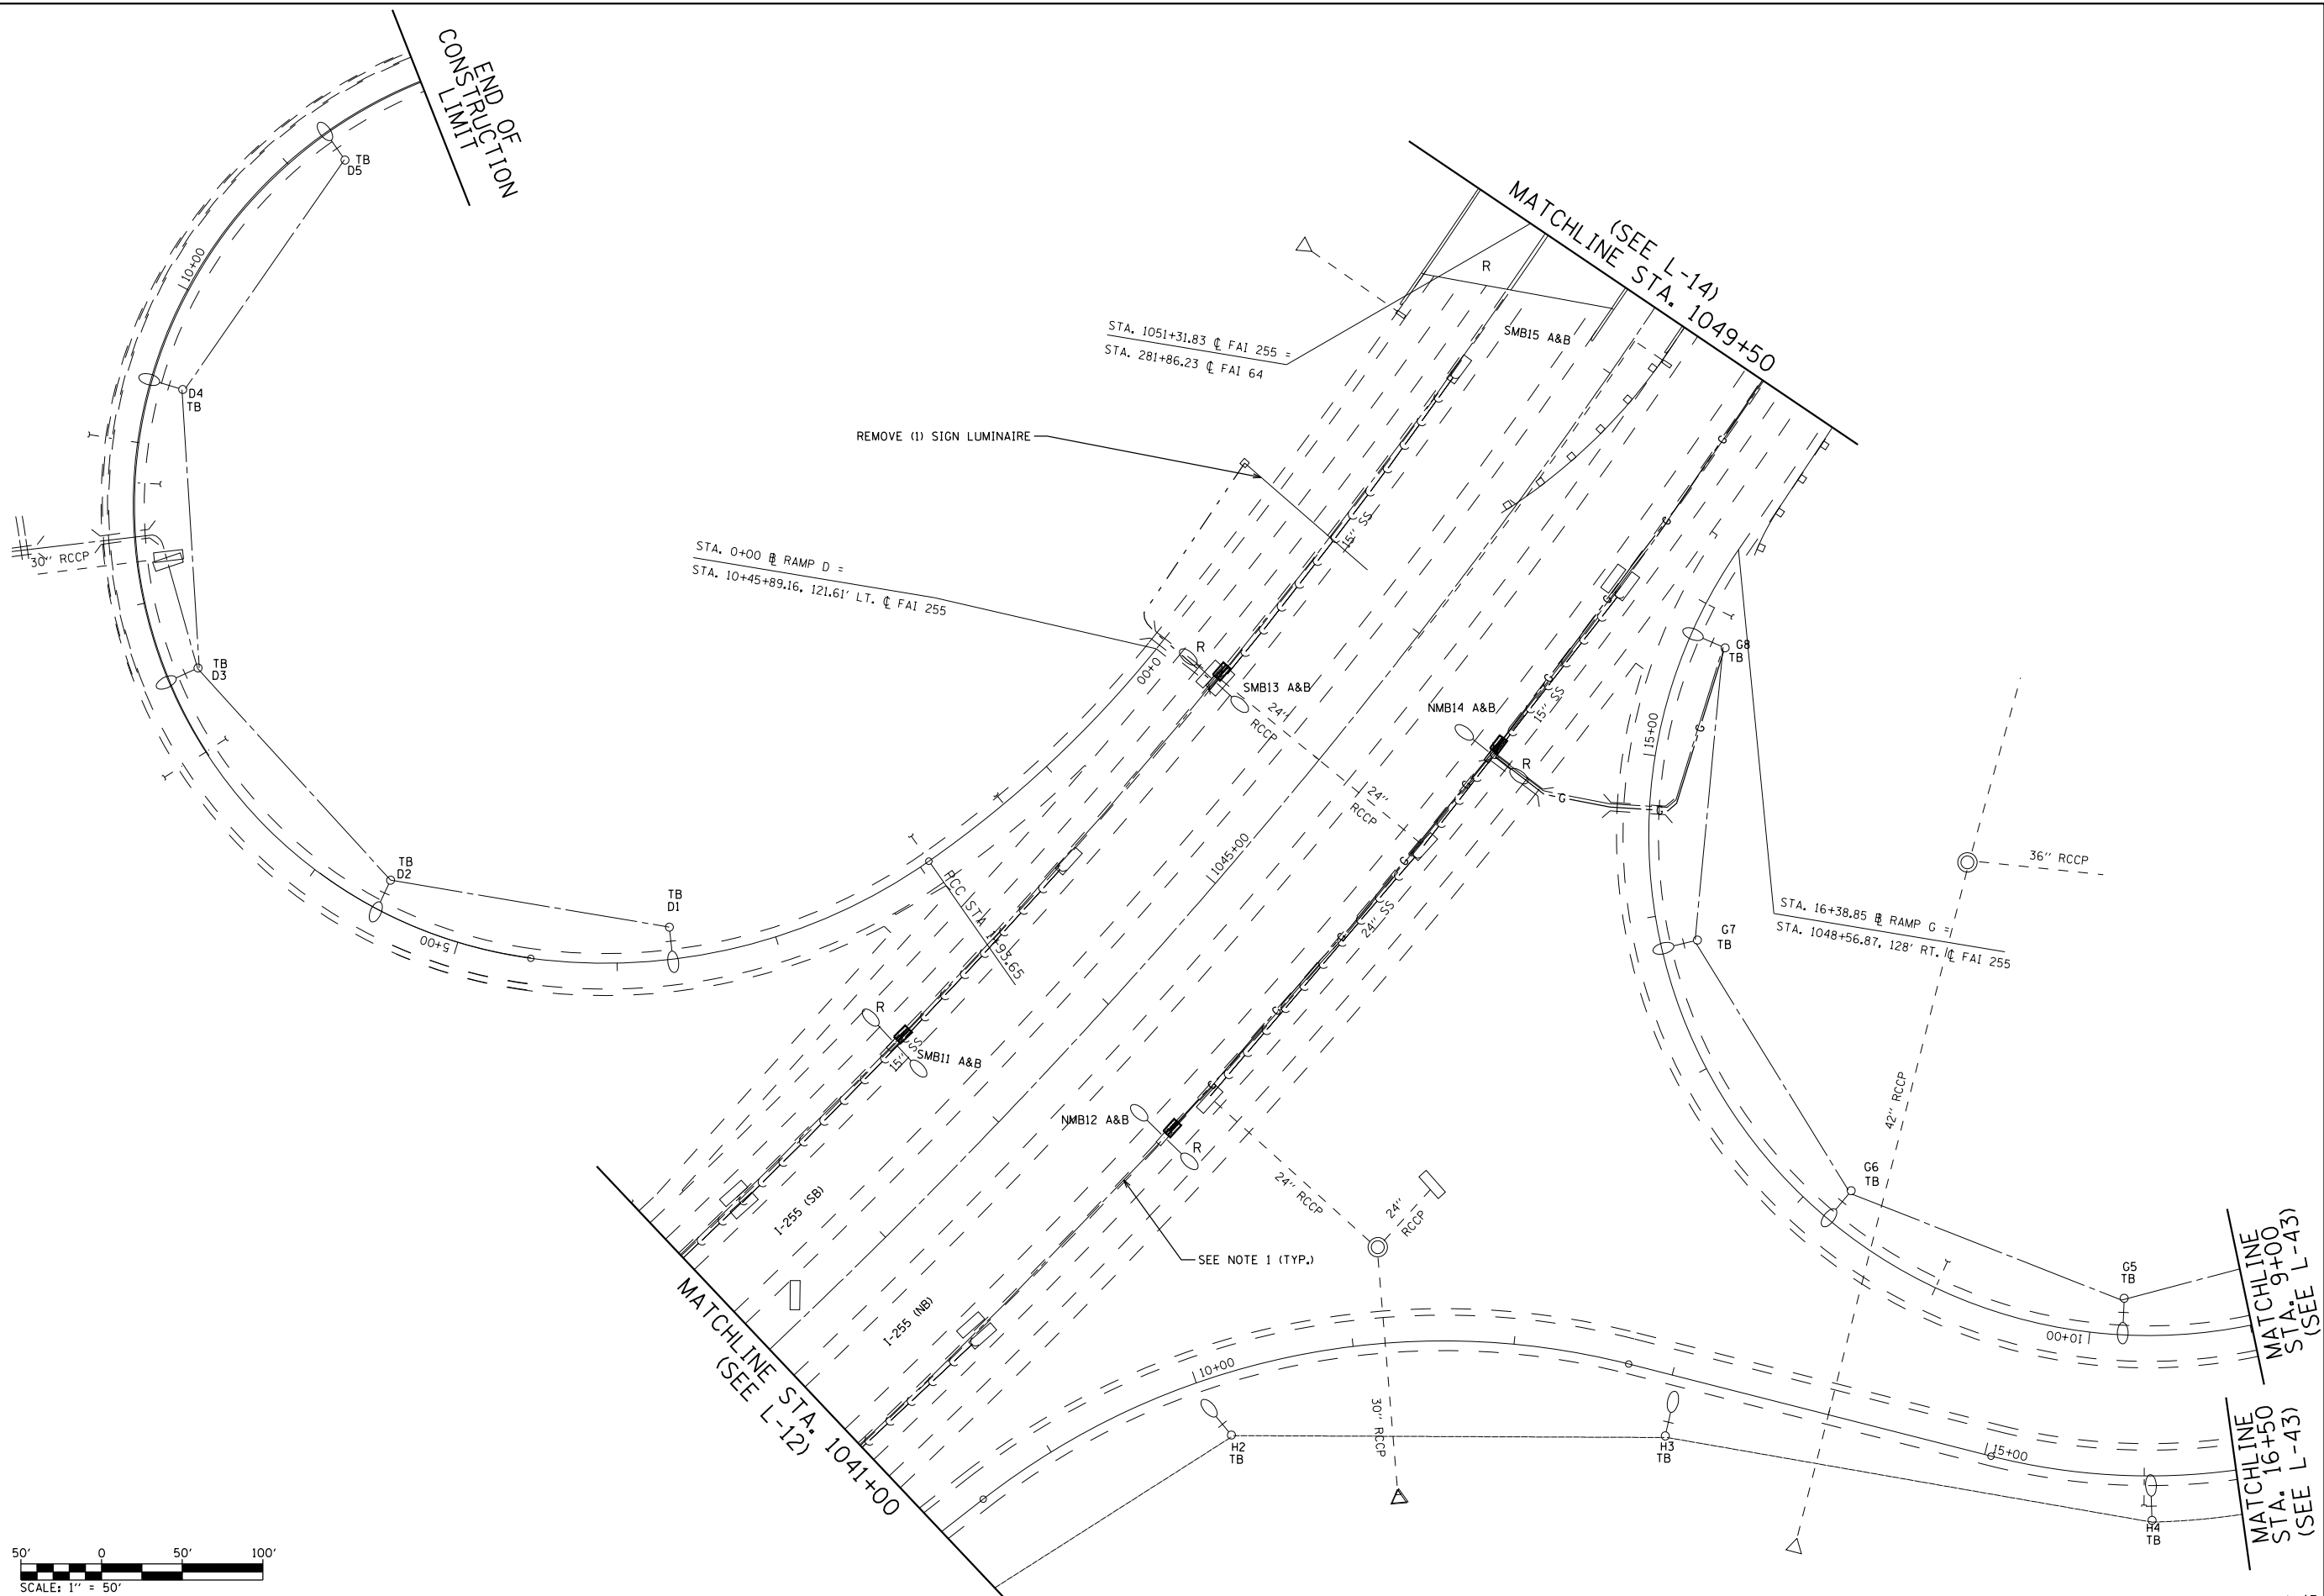 END OF
CONSTRUCTION
LIMIT
TB
D5
10+00
D4
TB
30'' RCCP
TB
D3
TB
D2
TB
D1
5+00
(SEE L-14)
MATCHLINE STA. 1049+50
R
SMB15 A&B
STA. 1051+31.83 ℄ FAI 255 =
STA. 281+86.23 ℄ FAI 64
REMOVE (1) SIGN LUMINAIRE
15'' SS
STA. 0+00 ⅊ RAMP D =
STA. 10+45+89.16, 121.61' LT. ℄ FAI 255
0+00
R
SMB13 A&B
24''
RCCP
24''
RCCP
NMB14 A&B
R
15'' SS
G
G
G
G
G
G
G
G
G
G
G
G
G
G8
TB
15+00
1045+00
24'' SS
PCC STA. 1+93.65
R
SMB11 A&B
15'' SS
NMB12 A&B
R
36'' RCCP
STA. 16+38.85 ⅊ RAMP G =
STA. 1048+56.87, 128' RT. ℄ FAI 255
G7
TB
42'' RCCP
G6
TB
G5
TB
10+00
24'' RCCP
24''
RCCP
SEE NOTE 1 (TYP.)
I-255 (SB)
I-255 (NB)
MATCHLINE STA. 1041+00
(SEE L-12)
10+00
30'' RCCP
H2
TB
H3
TB
15+00
H4
TB
MATCHLINE
STA. 9+00
(SEE L-43)
MATCHLINE
STA. 16+50
(SEE L-43)
50' 0 50' 100'
SCALE: 1'' = 50'